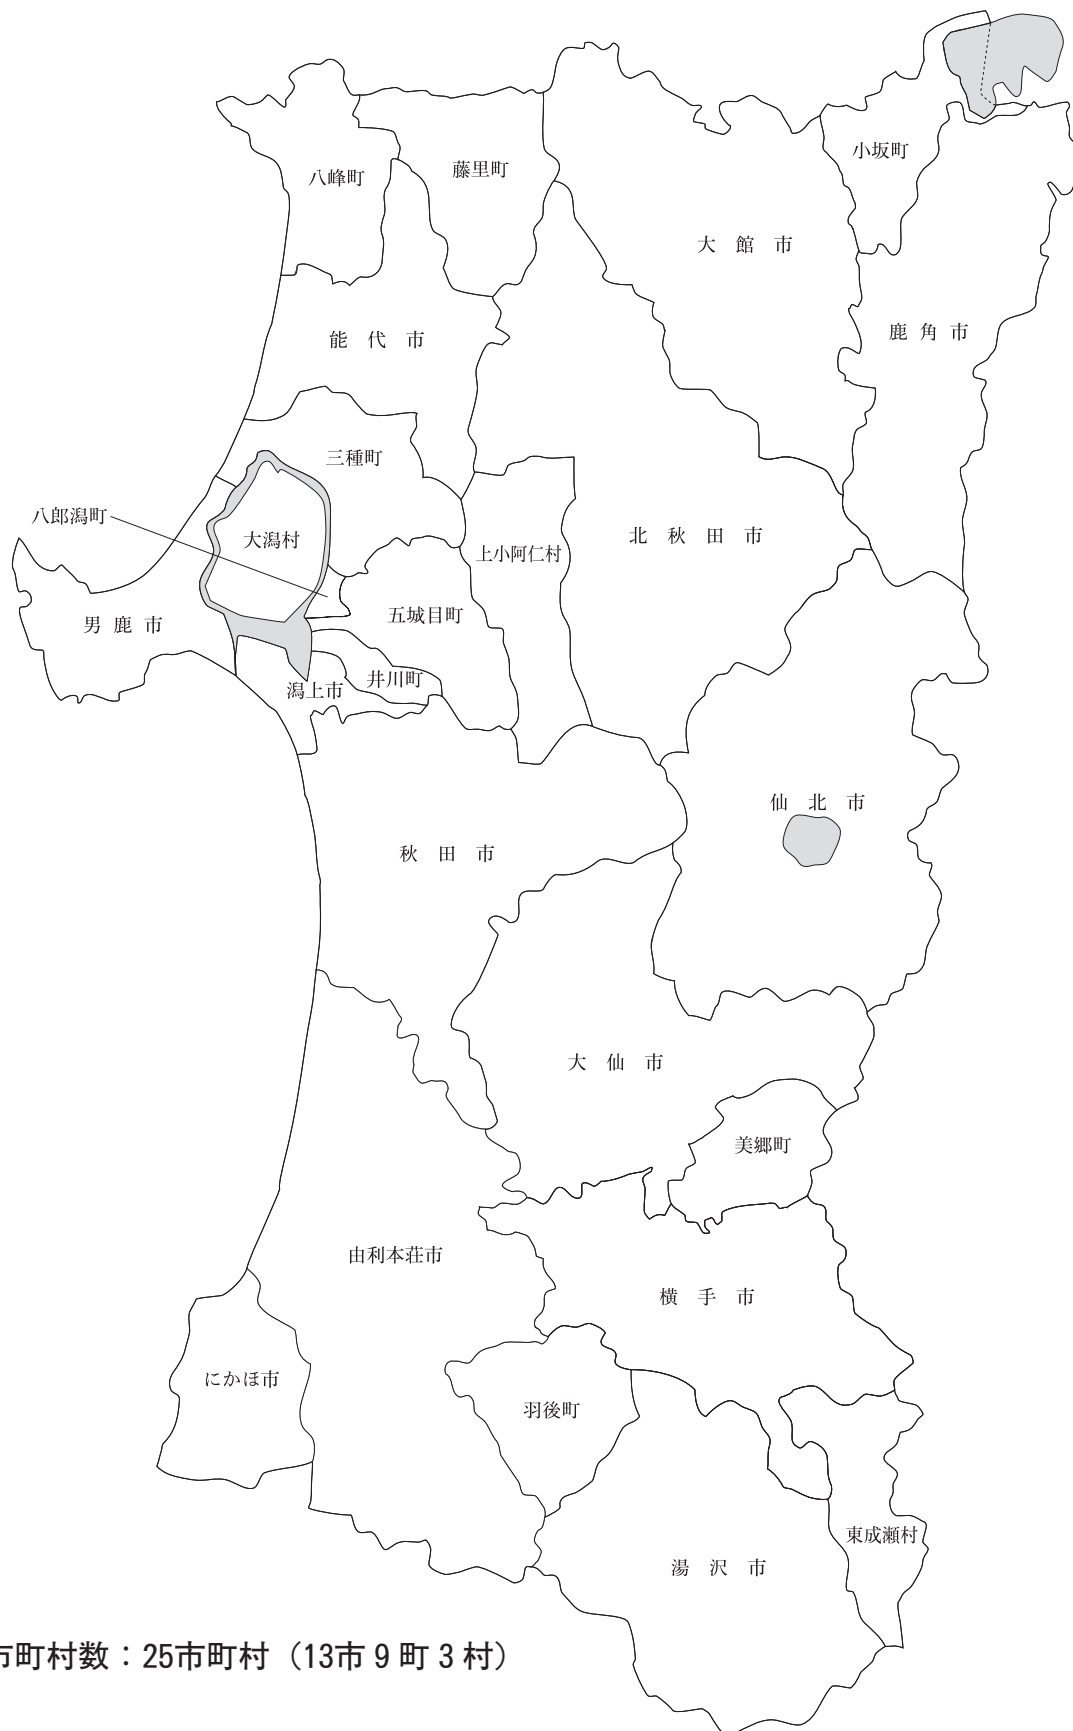 小坂町
藤里町
八峰町
大館市
鹿角市
能代市
三種町
八郎潟町
大潟村
北秋田市
上小阿仁村
五城目町
男鹿市
井川町
潟上市
仙北市
秋田市
大仙市
美郷町
由利本荘市
横手市
にかほ市
羽後町
東成瀬村
湯沢市
市町村数：25市町村（13市9町3村）